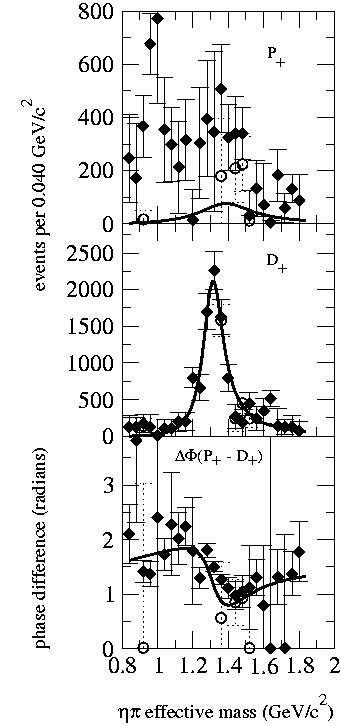 800
P+
600
400
200
0
events per 0.040 GeV/c²
D+
2500
2000
1500
1000
500
0
ΔΦ(P+ - D+)
3
2
1
0
phase difference (radians)
0.8 1 1.2 1.4 1.6 1.8 2
ηπ effective mass (GeV/c²)